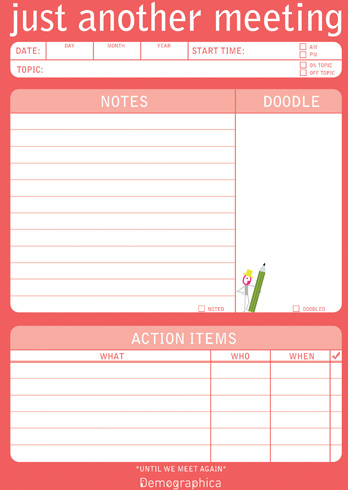 just another meeting
DATE: DAY MONTH YEAR START TIME: AM
PM
TOPIC: ON TOPIC
OFF TOPIC
NOTES DOODLE
NOTED DOODLED
ACTION ITEMS
WHAT WHO WHEN
"UNTIL WE MEET AGAIN"
Demographica